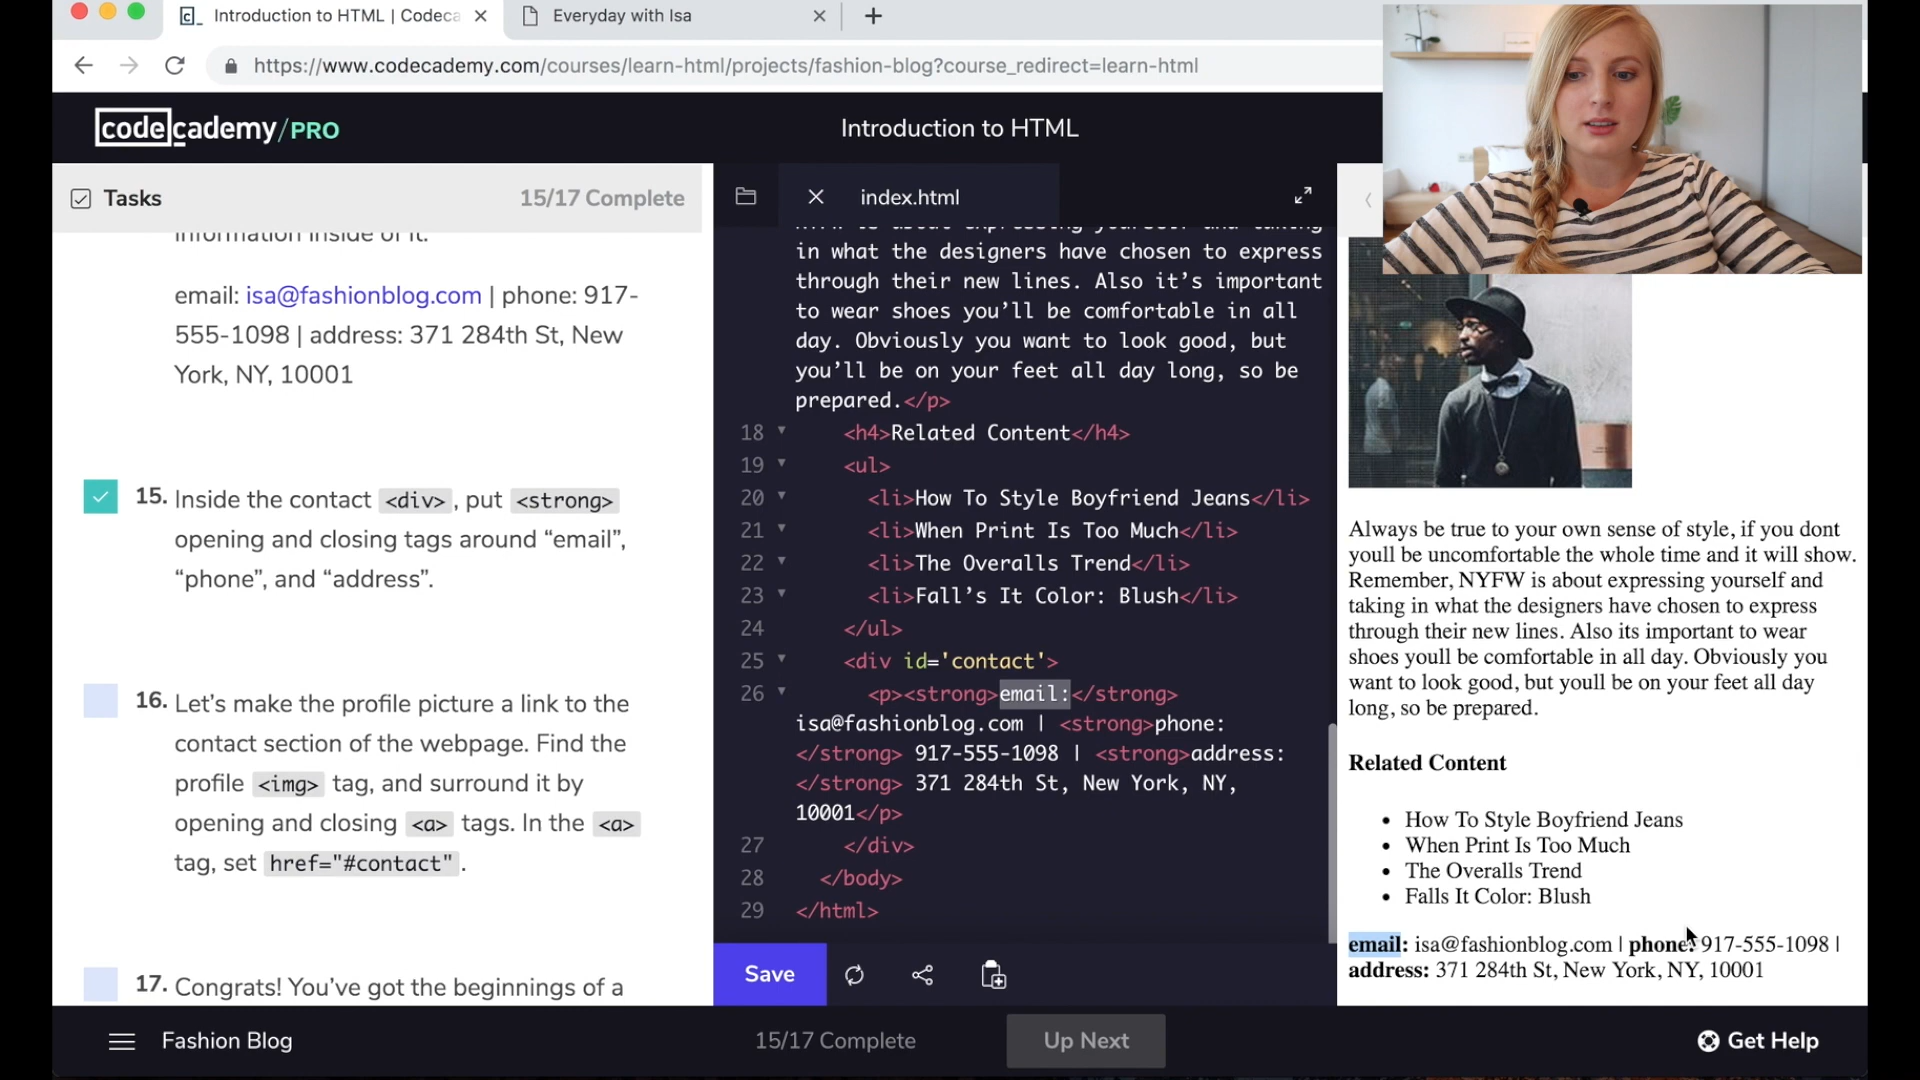 c_ Introduction to HTML | Codeca
Everyday with Isa
https://www.codecademy.com/courses/learn-html/projects/fashion-blog?course_redirect=learn-html
codecademy/PRO
Introduction to HTML
Tasks
15/17 Complete
information inside of it.
email: isa@fashionblog.com | phone: 917-
555-1098 | address: 371 284th St, New
York, NY, 10001
15. Inside the contact <div> , put <strong>
opening and closing tags around “email”,
“phone”, and “address”.
16. Let’s make the profile picture a link to the
contact section of the webpage. Find the
profile <img> tag, and surround it by
opening and closing <a> tags. In the <a>
tag, set href="#contact" .
17. Congrats! You’ve got the beginnings of a
index.html
NYFW is about expressing yourself and taking
in what the designers have chosen to express
through their new lines. Also it’s important
to wear shoes you’ll be comfortable in all
day. Obviously you want to look good, but
you’ll be on your feet all day long, so be
prepared.</p>
18 <h4>Related Content</h4>
19 <ul>
20 <li>How To Style Boyfriend Jeans</li>
21 <li>When Print Is Too Much</li>
22 <li>The Overalls Trend</li>
23 <li>Fall’s It Color: Blush</li>
24 </ul>
25 <div id='contact'>
26 <p><strong>email:</strong>
isa@fashionblog.com | <strong>phone:
</strong> 917-555-1098 | <strong>address:
</strong> 371 284th St, New York, NY,
10001</p>
27 </div>
28 </body>
29 </html>
Save
Always be true to your own sense of style, if you dont
youll be uncomfortable the whole time and it will show.
Remember, NYFW is about expressing yourself and
taking in what the designers have chosen to express
through their new lines. Also its important to wear
shoes youll be comfortable in all day. Obviously you
want to look good, but youll be on your feet all day
long, so be prepared.
Related Content
• How To Style Boyfriend Jeans
• When Print Is Too Much
• The Overalls Trend
• Falls It Color: Blush
email: isa@fashionblog.com | phone: 917-555-1098 |
address: 371 284th St, New York, NY, 10001
Fashion Blog
15/17 Complete
Up Next
Get Help